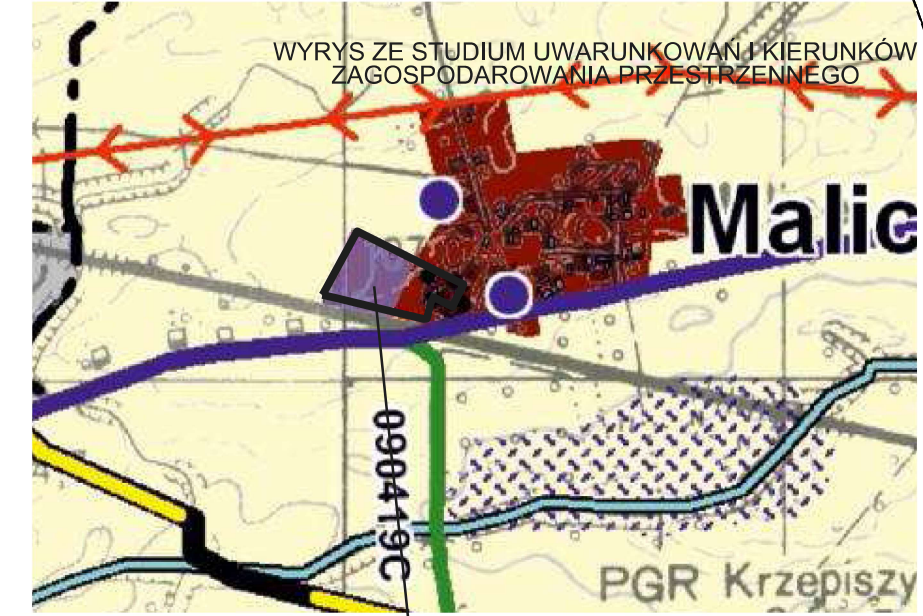 WYRYS ZE STUDIUM UWARUNKOWAŃ I KIERUNKÓW
ZAGOSPODAROWANIA PRZESTRZENNEGO
Malic
090419C
PGR Krzepiszy